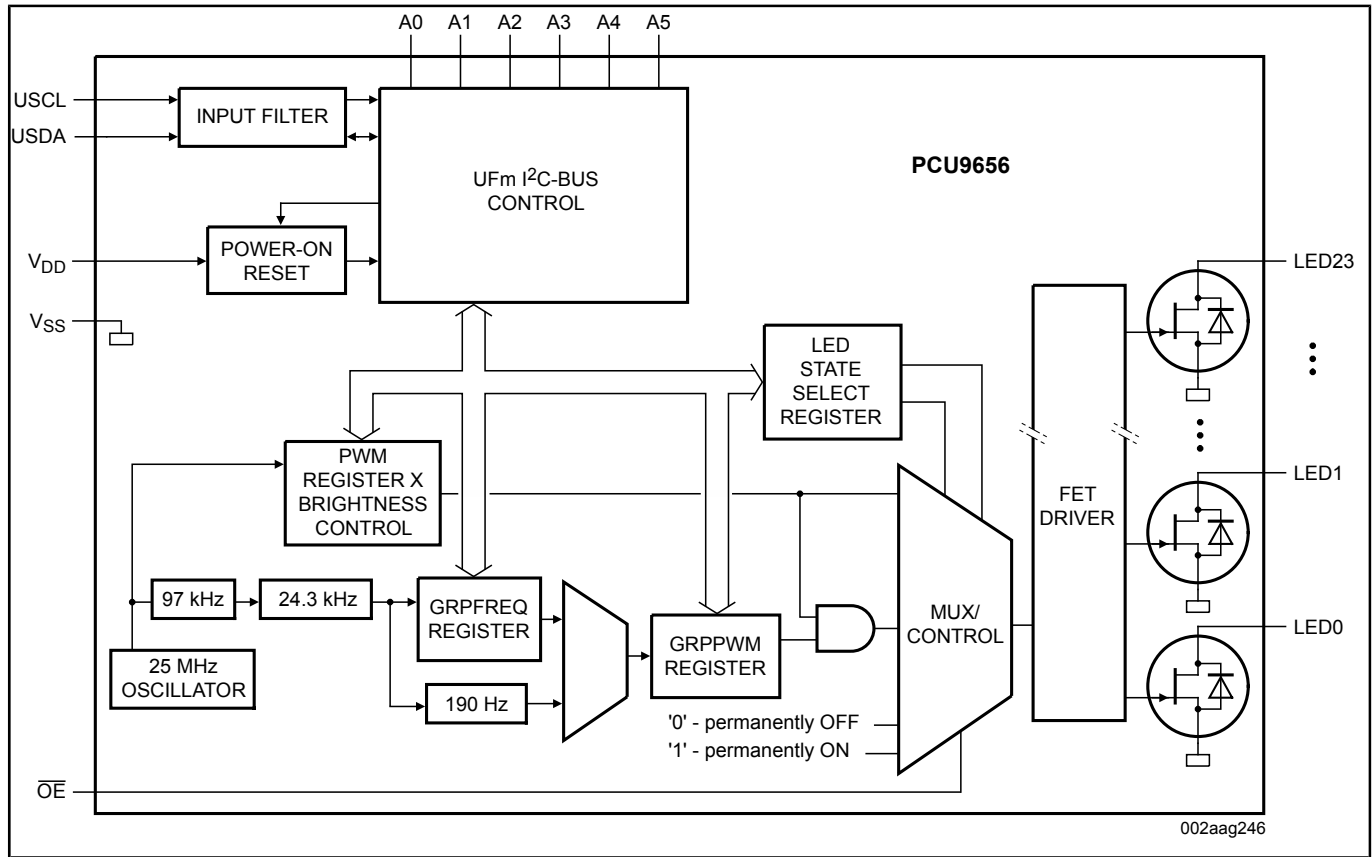 A0 A1 A2 A3 A4 A5
USCL
USDA
INPUT FILTER
UFm I²C-BUS
CONTROL
PCU9656
VDD
POWER-ON
RESET
VSS
LED
STATE
SELECT
REGISTER
LED23
PWM
REGISTER X
BRIGHTNESS
CONTROL
FET
DRIVER
LED1
97 kHz
24.3 kHz
GRPFREQ
REGISTER
GRPPWM
REGISTER
MUX/
CONTROL
LED0
25 MHz
OSCILLATOR
190 Hz
'0' - permanently OFF
'1' - permanently ON
O̅E̅
002aag246